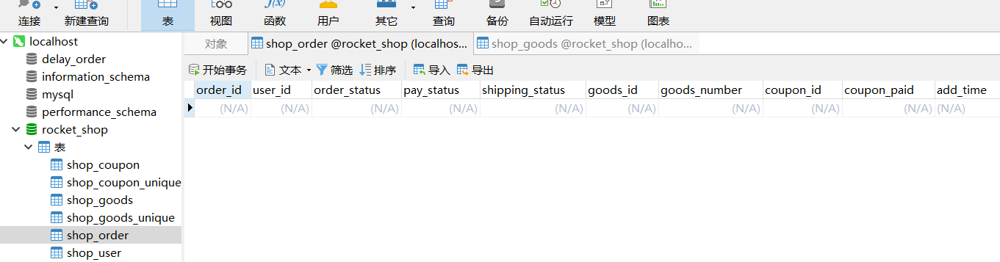 连接 新建查询 表 视图 函数 用户 其它 查询 备份 自动运行 模型 图表
localhost
delay_order
information_schema
mysql
performance_schema
rocket_shop
表
shop_coupon
shop_coupon_unique
shop_goods
shop_goods_unique
shop_order
shop_user
对象 shop_order @rocket_shop (localhos... shop_goods @rocket_shop (localho...
开始事务 文本 筛选 排序 导入 导出
order_id user_id order_status pay_status shipping_status goods_id goods_number coupon_id coupon_paid add_time
(N/A) (N/A) (N/A) (N/A) (N/A) (N/A) (N/A) (N/A) (N/A) (N/A)